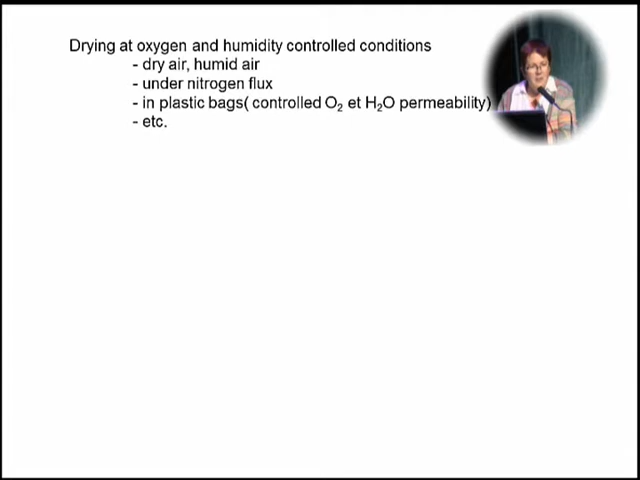 Drying at oxygen and humidity controlled conditions
- dry air, humid air
- under nitrogen flux
- in plastic bags( controlled O₂ et H₂O permeability)
- etc.